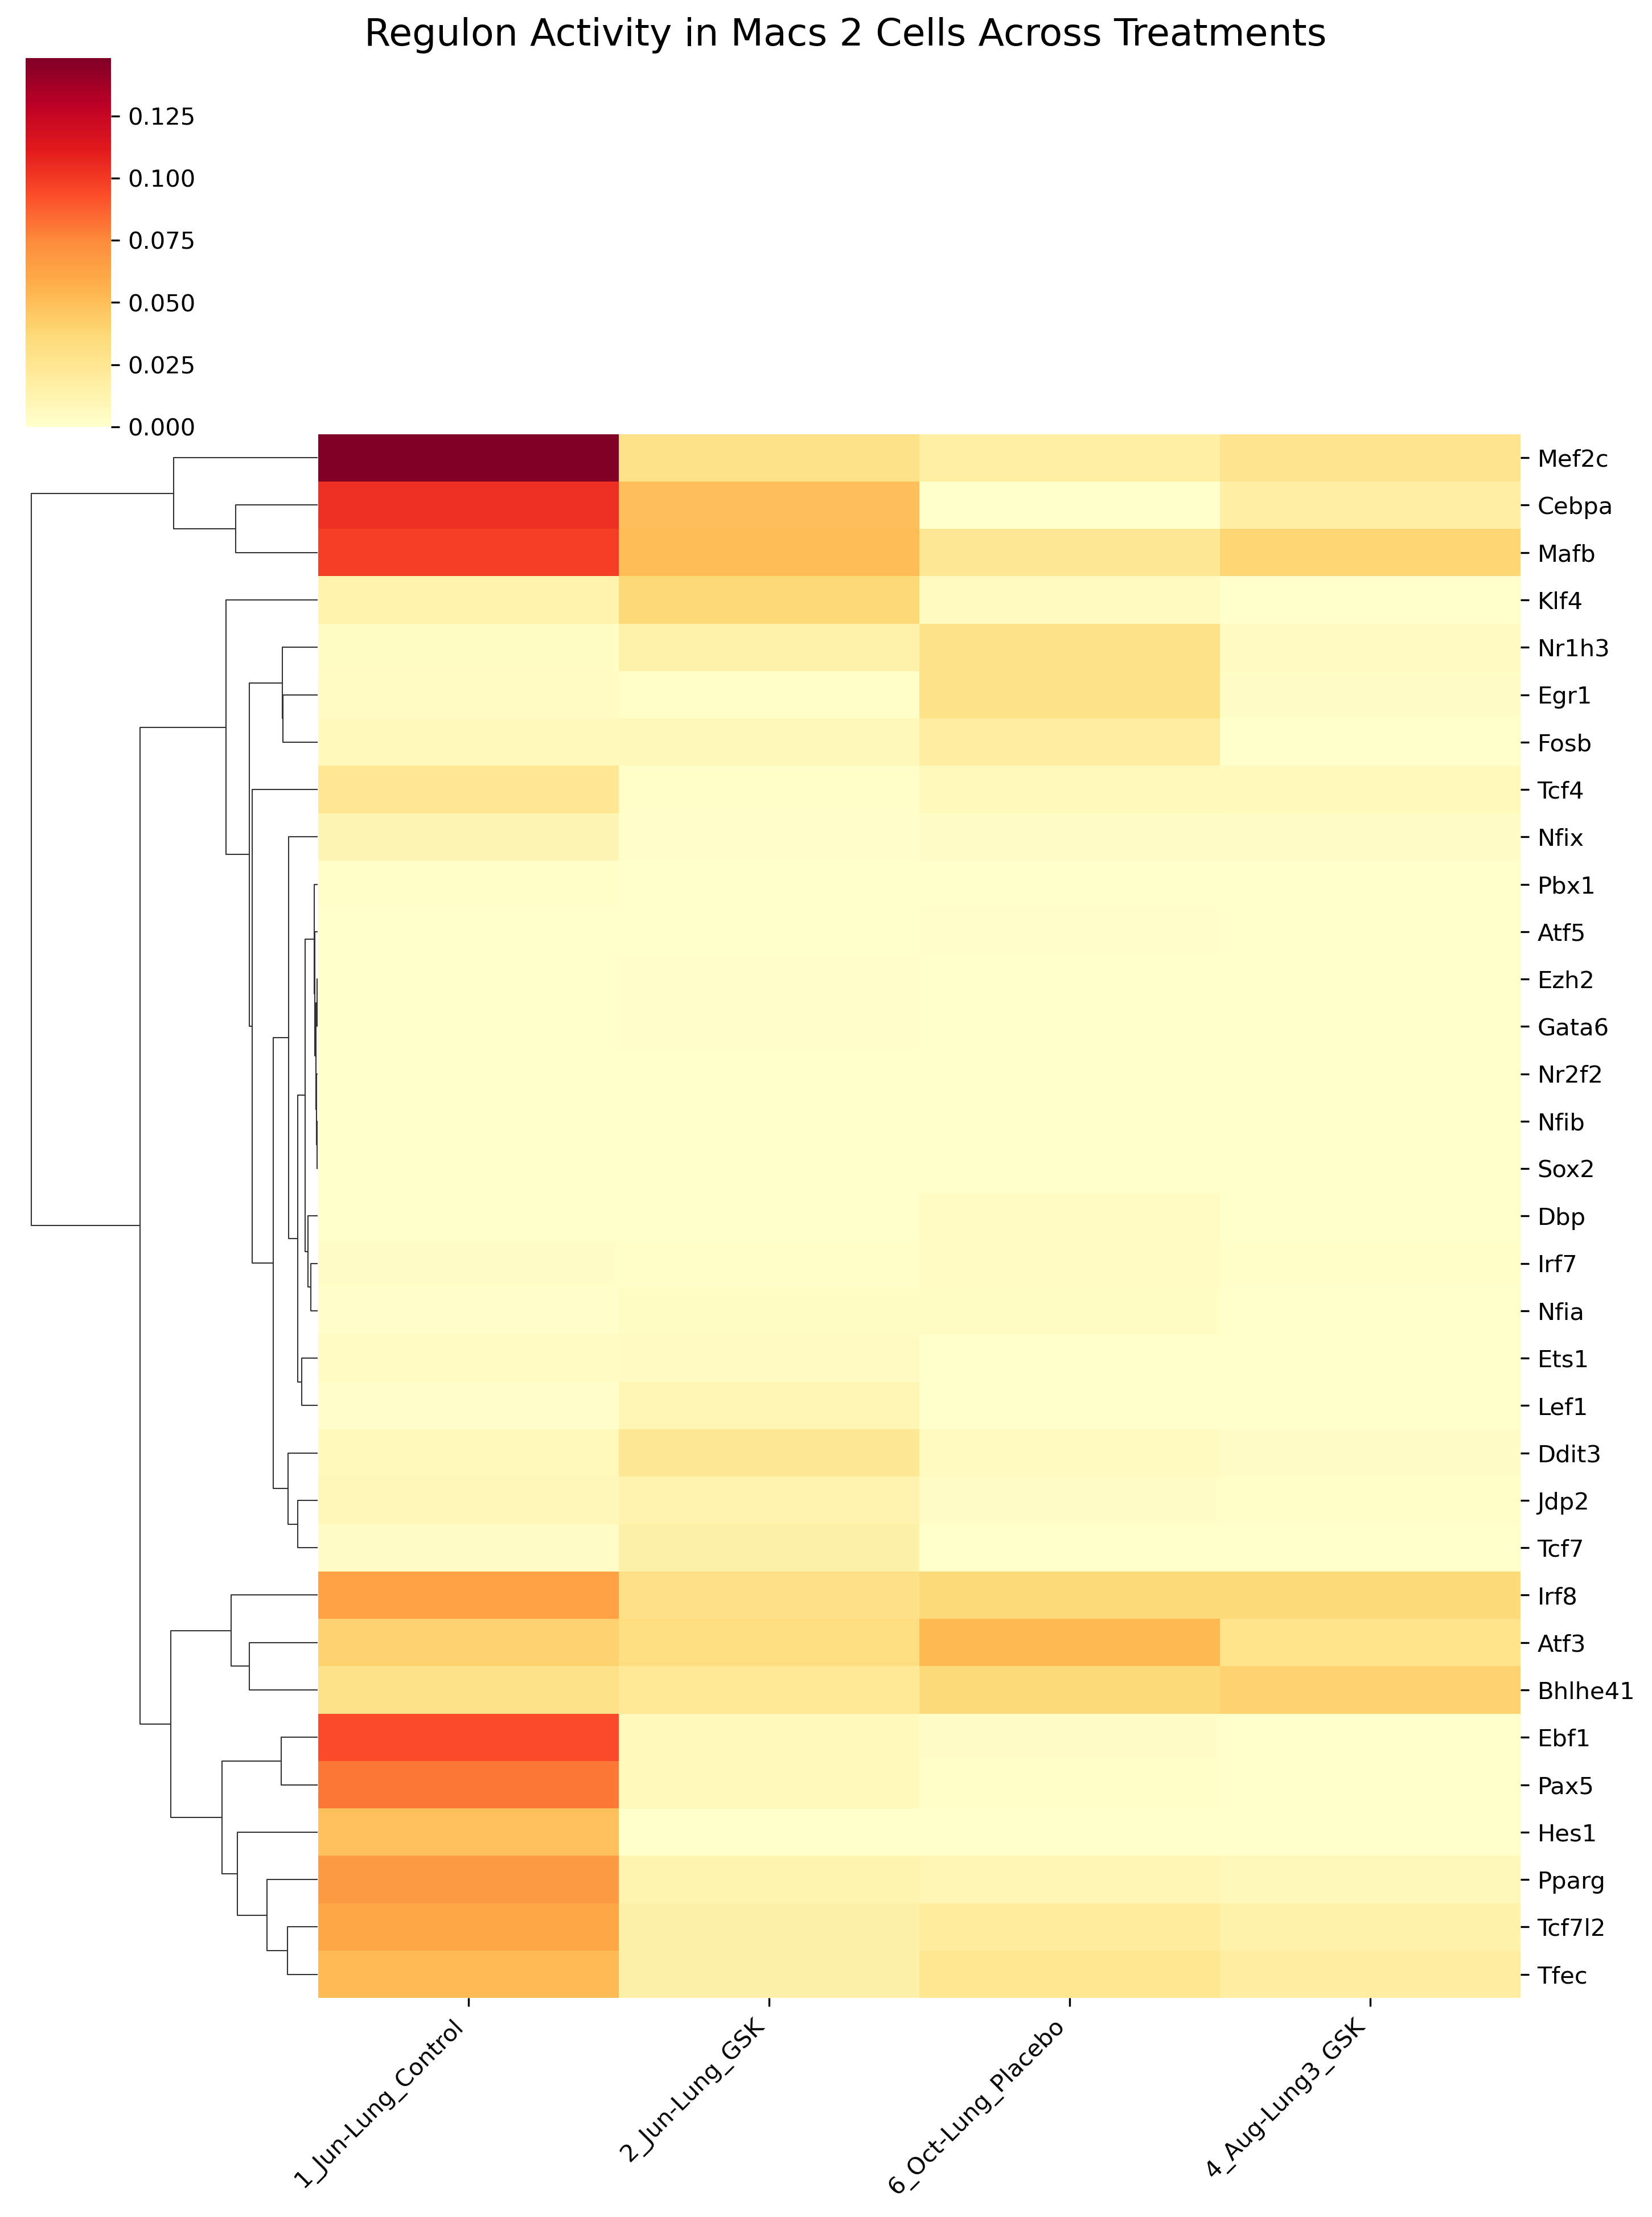 Regulon Activity in Macs 2 Cells Across Treatments
0.125
0.100
0.075
0.050
0.025
0.000
Mef2c
Cebpa
Mafb
Klf4
Nr1h3
Egr1
Fosb
Tcf4
Nfix
Pbx1
Atf5
Ezh2
Gata6
Nr2f2
Nfib
Sox2
Dbp
Irf7
Nfia
Ets1
Lef1
Ddit3
Jdp2
Tcf7
Irf8
Atf3
Bhlhe41
Ebf1
Pax5
Hes1
Pparg
Tcf7l2
Tfec
1_Jun-Lung_Control
2_Jun-Lung_GSK
6_Oct-Lung_Placebo
4_Aug-Lung3_GSK